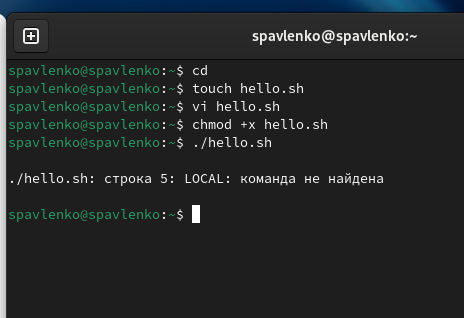 spavlenko@spavlenko:~
spavlenko@spavlenko:~$ cd
spavlenko@spavlenko:~$ touch hello.sh
spavlenko@spavlenko:~$ vi hello.sh
spavlenko@spavlenko:~$ chmod +x hello.sh
spavlenko@spavlenko:~$ ./hello.sh
./hello.sh: строка 5: LOCAL: команда не найдена
spavlenko@spavlenko:~$